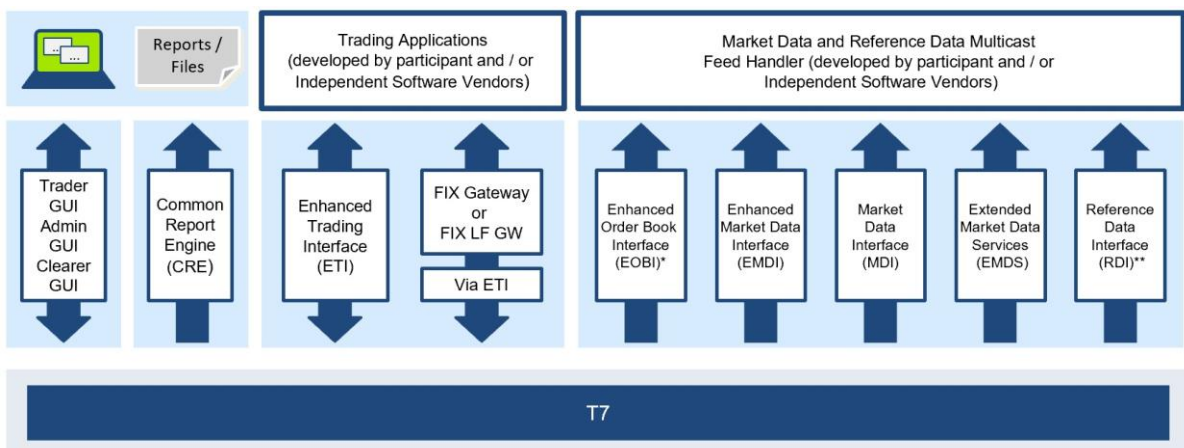 ...
...
Reports /
Files
Trading Applications
(developed by participant and / or
Independent Software Vendors)
Market Data and Reference Data Multicast
Feed Handler (developed by participant and / or
Independent Software Vendors)
Trader
GUI
Admin
GUI
Clearer
GUI
Common
Report
Engine
(CRE)
Enhanced
Trading
Interface
(ETI)
FIX Gateway
or
FIX LF GW
Via ETI
Enhanced
Order Book
Interface
(EOBI)*
Enhanced
Market Data
Interface
(EMDI)
Market
Data
Interface
(MDI)
Extended
Market Data
Services
(EMDS)
Reference
Data
Interface
(RDI)**
T7